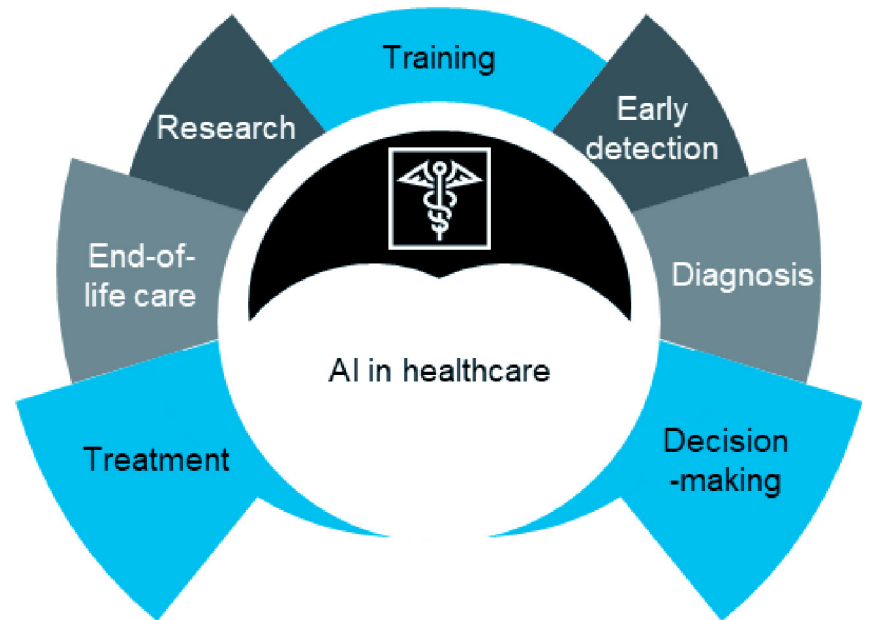 Training
Research
Early
detection
End-of-
life care
Diagnosis
AI in healthcare
Treatment
Decision
-making